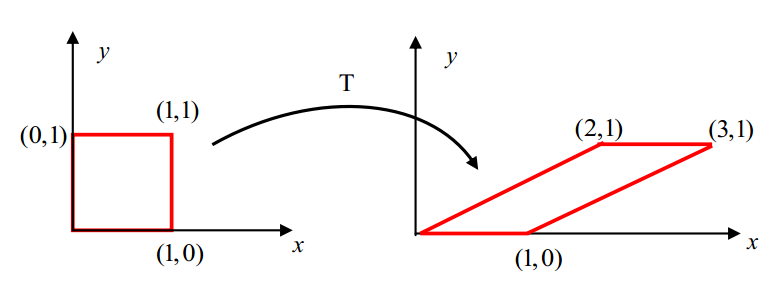 y
(0,1)
(1,1)
(1,0)
x
T
y
(2,1)
(3,1)
(1,0)
x